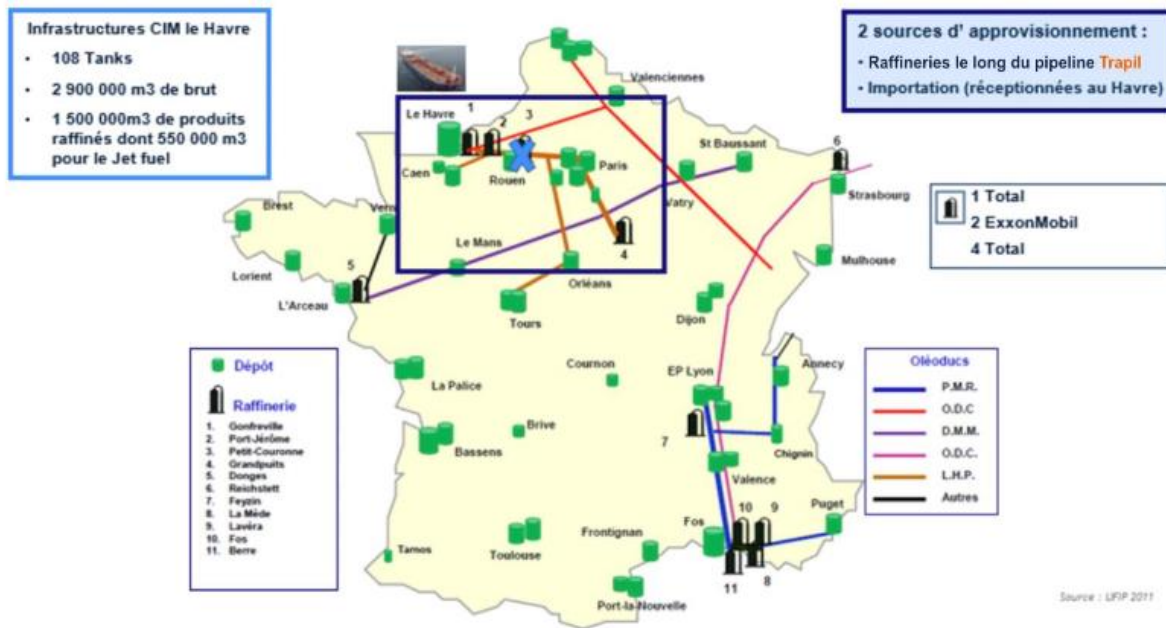 Infrastructures CIM le Havre
• 108 Tanks
• 2 900 000 m3 de brut
• 1 500 000m3 de produits
raffinés dont 550 000 m3
pour le Jet fuel
2 sources d' approvisionnement :
• Raffineries le long du pipeline Trapil
• Importation (réceptionnées au Havre)
Valenciennes
1
Le Havre
2
3
St Baussant
6
Caen
Rouen
Paris
Strasbourg
1 Total
2 ExxonMobil
4 Total
Brest
Vern
Vatry
Le Mans
4
Mulhouse
Lorient
5
Orléans
L'Arceau
Tours
Dijon
Dépôt
Raffinerie
1. Gonfreville
2. Port-Jérôme
3. Petit-Couronne
4. Grandpuits
5. Donges
6. Reichstett
7. Feyzin
8. La Mède
9. Lavéra
10. Fos
11. Berre
Cournon
EP Lyon
Annecy
La Palice
Brive
7
Chignin
Bassens
Valence
Oléoducs
P.M.R.
O.D.C
D.M.M.
O.D.C.
L.H.P.
Autres
10
9
Puget
Fos
Frontignan
Tarnos
Toulouse
11
8
Port-la-Nouvelle
Source : UFIP 2011